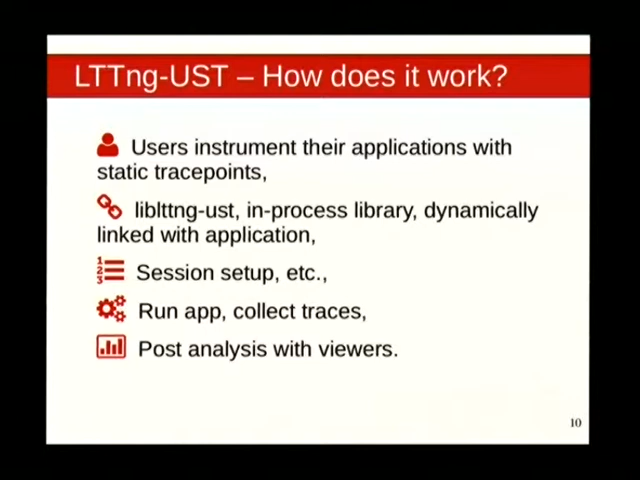 LTTng-UST – How does it work?
Users instrument their applications with
static tracepoints,
liblttng-ust, in-process library, dynamically
linked with application,
Session setup, etc.,
Run app, collect traces,
Post analysis with viewers.
10